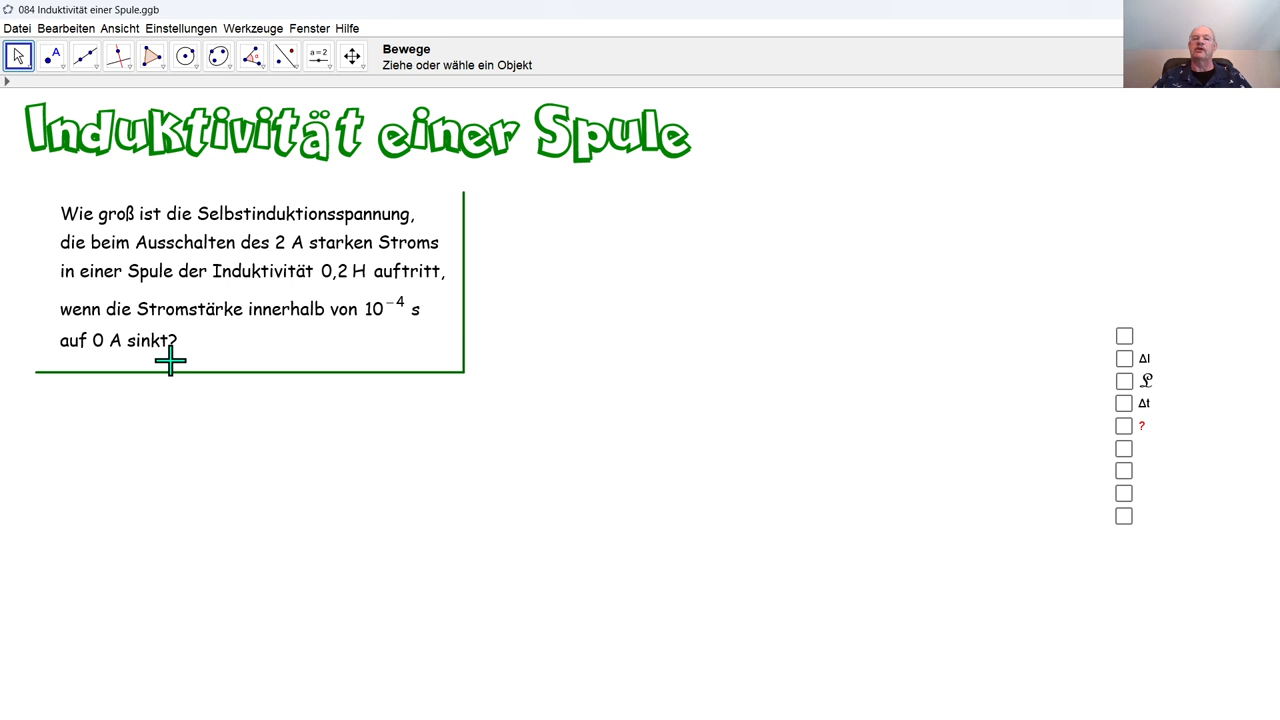 084 Induktivität einer Spule.ggb
Datei Bearbeiten Ansicht Einstellungen Werkzeuge Fenster Hilfe
A
a=2
Bewege
Ziehe oder wähle ein Objekt
Induktivität einer Spule
Wie groß ist die Selbstinduktionsspannung,
die beim Ausschalten des 2 A starken Stroms
in einer Spule der Induktivität 0,2 H auftritt,
wenn die Stromstärke innerhalb von 10⁻⁴ s
auf 0 A sinkt?
ΔI
ℒ
Δt
?